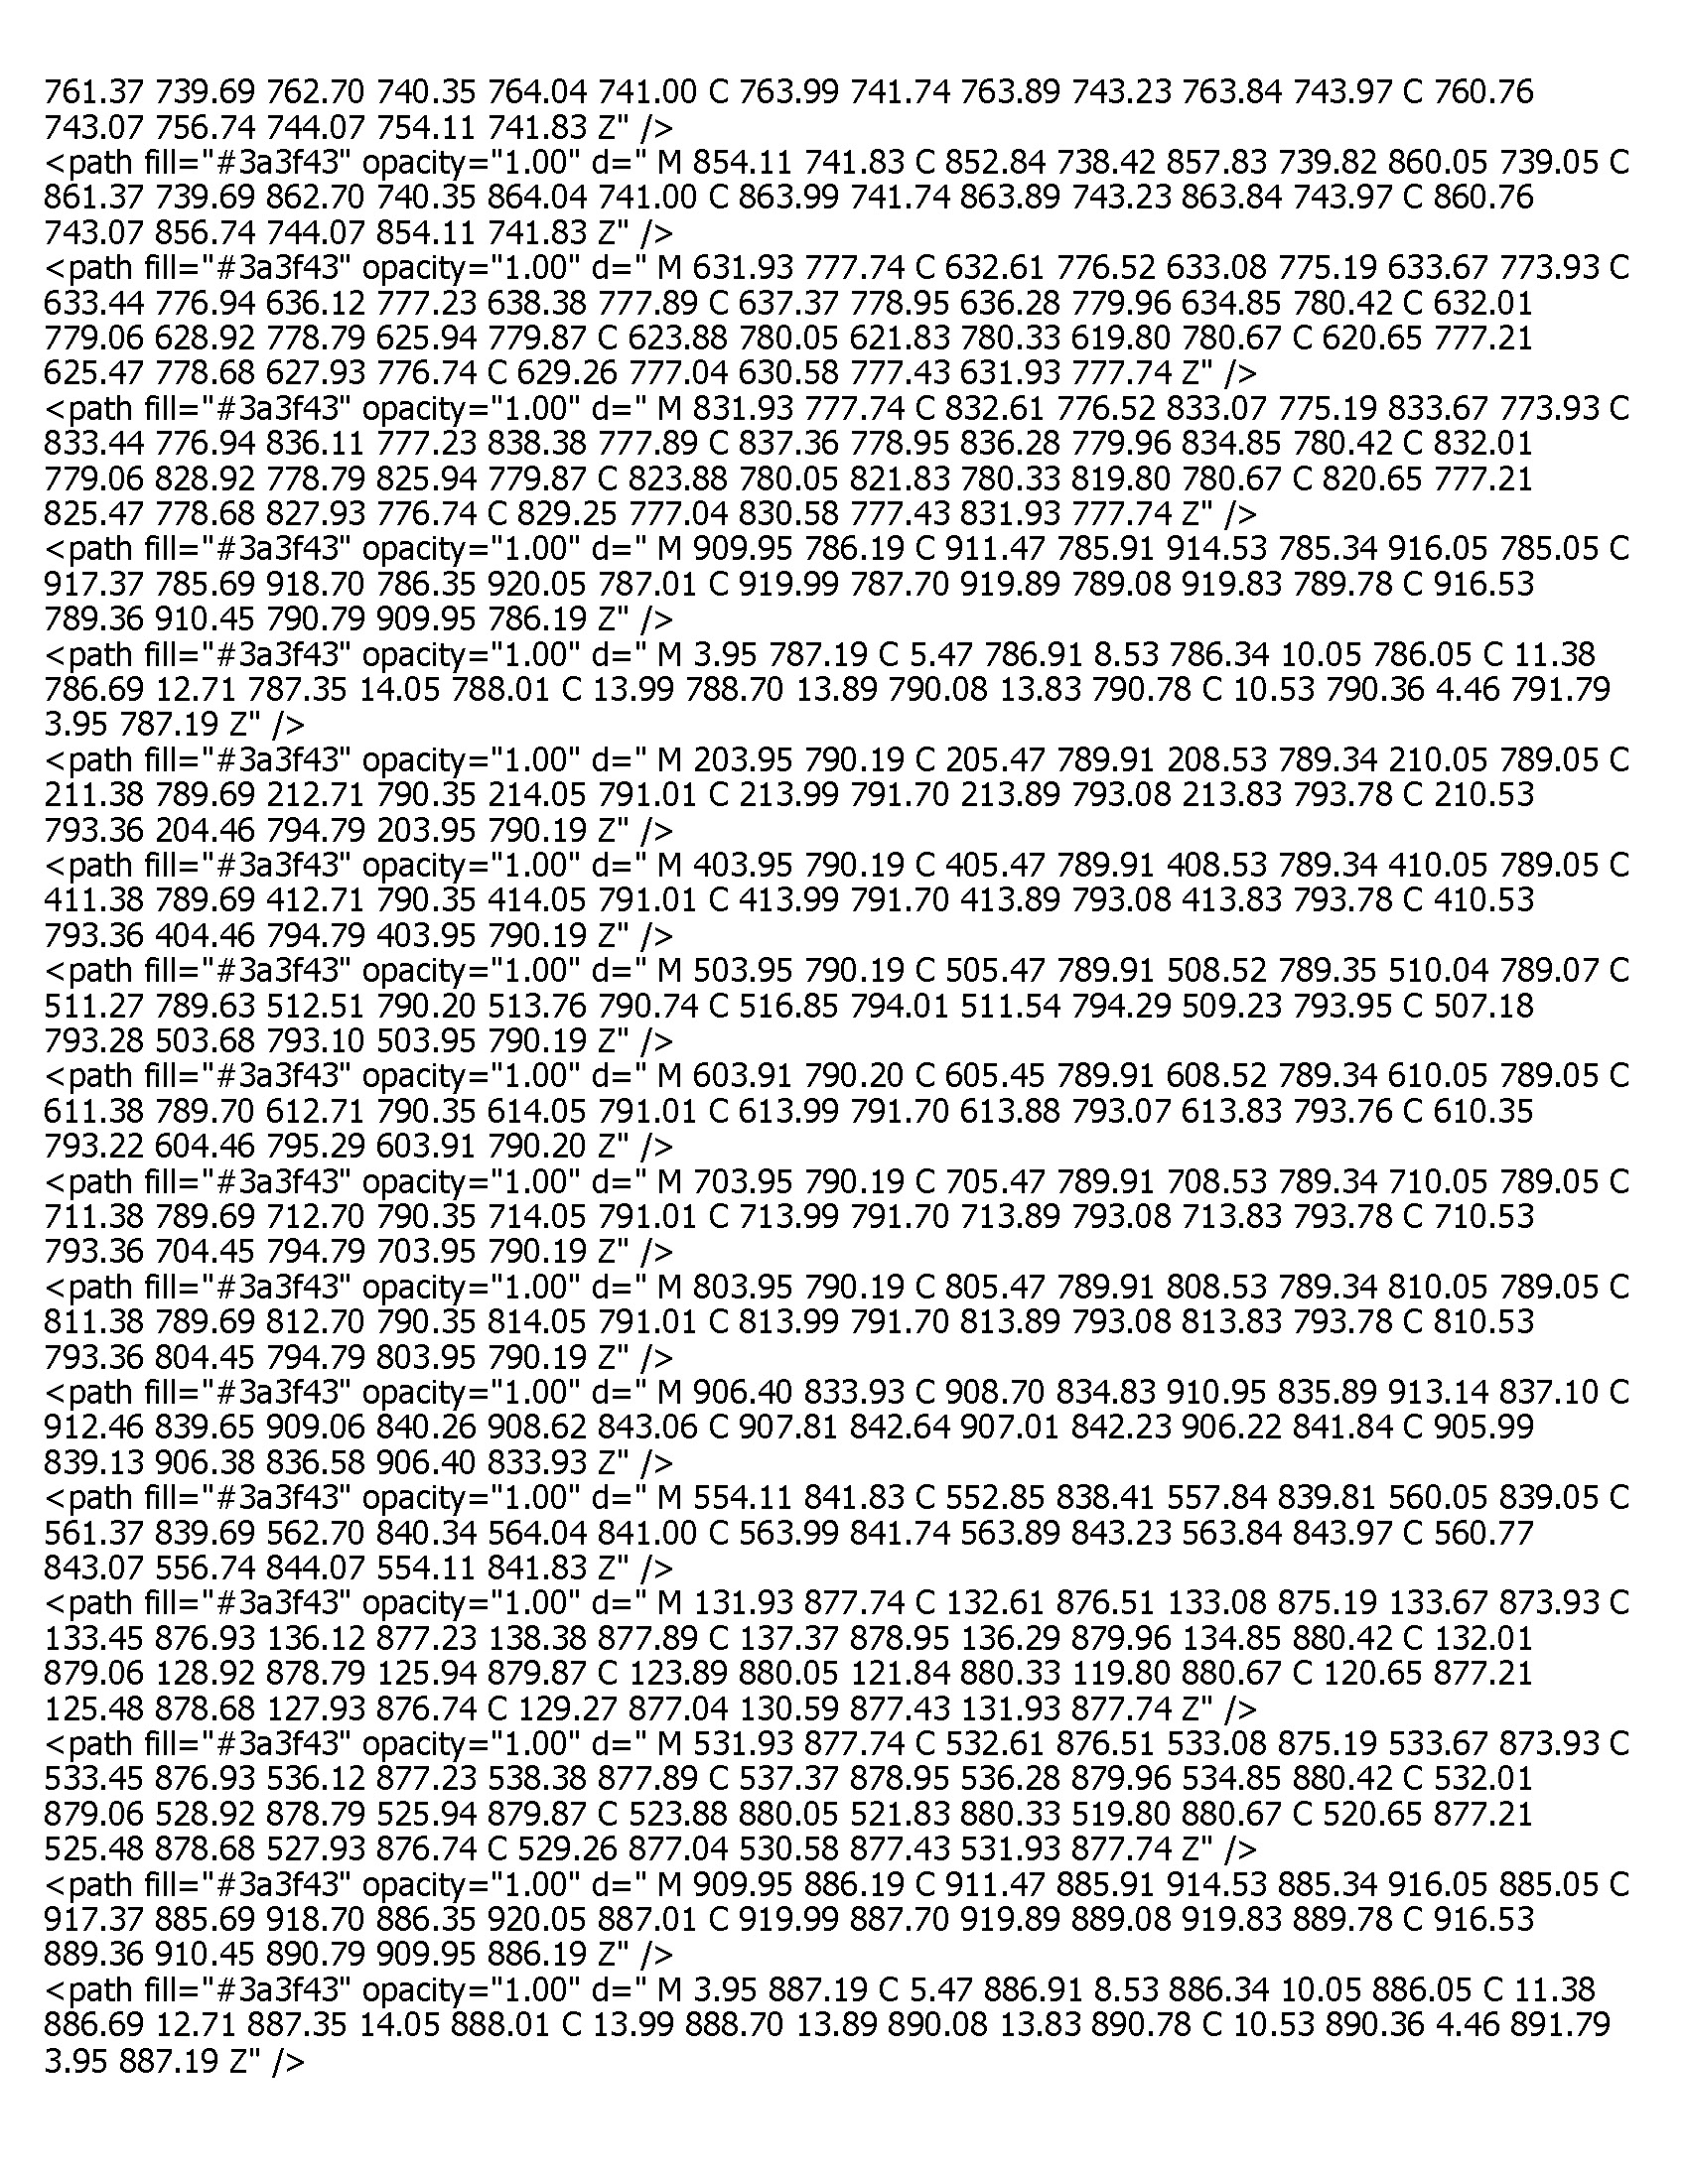 761.37 739.69 762.70 740.35 764.04 741.00 C 763.99 741.74 763.89 743.23 763.84 743.97 C 760.76
743.07 756.74 744.07 754.11 741.83 Z" />
<path fill="#3a3f43" opacity="1.00" d=" M 854.11 741.83 C 852.84 738.42 857.83 739.82 860.05 739.05 C
861.37 739.69 862.70 740.35 864.04 741.00 C 863.99 741.74 863.89 743.23 863.84 743.97 C 860.76
743.07 856.74 744.07 854.11 741.83 Z" />
<path fill="#3a3f43" opacity="1.00" d=" M 631.93 777.74 C 632.61 776.52 633.08 775.19 633.67 773.93 C
633.44 776.94 636.12 777.23 638.38 777.89 C 637.37 778.95 636.28 779.96 634.85 780.42 C 632.01
779.06 628.92 778.79 625.94 779.87 C 623.88 780.05 621.83 780.33 619.80 780.67 C 620.65 777.21
625.47 778.68 627.93 776.74 C 629.26 777.04 630.58 777.43 631.93 777.74 Z" />
<path fill="#3a3f43" opacity="1.00" d=" M 831.93 777.74 C 832.61 776.52 833.07 775.19 833.67 773.93 C
833.44 776.94 836.11 777.23 838.38 777.89 C 837.36 778.95 836.28 779.96 834.85 780.42 C 832.01
779.06 828.92 778.79 825.94 779.87 C 823.88 780.05 821.83 780.33 819.80 780.67 C 820.65 777.21
825.47 778.68 827.93 776.74 C 829.25 777.04 830.58 777.43 831.93 777.74 Z" />
<path fill="#3a3f43" opacity="1.00" d=" M 909.95 786.19 C 911.47 785.91 914.53 785.34 916.05 785.05 C
917.37 785.69 918.70 786.35 920.05 787.01 C 919.99 787.70 919.89 789.08 919.83 789.78 C 916.53
789.36 910.45 790.79 909.95 786.19 Z" />
<path fill="#3a3f43" opacity="1.00" d=" M 3.95 787.19 C 5.47 786.91 8.53 786.34 10.05 786.05 C 11.38
786.69 12.71 787.35 14.05 788.01 C 13.99 788.70 13.89 790.08 13.83 790.78 C 10.53 790.36 4.46 791.79
3.95 787.19 Z" />
<path fill="#3a3f43" opacity="1.00" d=" M 203.95 790.19 C 205.47 789.91 208.53 789.34 210.05 789.05 C
211.38 789.69 212.71 790.35 214.05 791.01 C 213.99 791.70 213.89 793.08 213.83 793.78 C 210.53
793.36 204.46 794.79 203.95 790.19 Z" />
<path fill="#3a3f43" opacity="1.00" d=" M 403.95 790.19 C 405.47 789.91 408.53 789.34 410.05 789.05 C
411.38 789.69 412.71 790.35 414.05 791.01 C 413.99 791.70 413.89 793.08 413.83 793.78 C 410.53
793.36 404.46 794.79 403.95 790.19 Z" />
<path fill="#3a3f43" opacity="1.00" d=" M 503.95 790.19 C 505.47 789.91 508.52 789.35 510.04 789.07 C
511.27 789.63 512.51 790.20 513.76 790.74 C 516.85 794.01 511.54 794.29 509.23 793.95 C 507.18
793.28 503.68 793.10 503.95 790.19 Z" />
<path fill="#3a3f43" opacity="1.00" d=" M 603.91 790.20 C 605.45 789.91 608.52 789.34 610.05 789.05 C
611.38 789.70 612.71 790.35 614.05 791.01 C 613.99 791.70 613.88 793.07 613.83 793.76 C 610.35
793.22 604.46 795.29 603.91 790.20 Z" />
<path fill="#3a3f43" opacity="1.00" d=" M 703.95 790.19 C 705.47 789.91 708.53 789.34 710.05 789.05 C
711.38 789.69 712.70 790.35 714.05 791.01 C 713.99 791.70 713.89 793.08 713.83 793.78 C 710.53
793.36 704.45 794.79 703.95 790.19 Z" />
<path fill="#3a3f43" opacity="1.00" d=" M 803.95 790.19 C 805.47 789.91 808.53 789.34 810.05 789.05 C
811.38 789.69 812.70 790.35 814.05 791.01 C 813.99 791.70 813.89 793.08 813.83 793.78 C 810.53
793.36 804.45 794.79 803.95 790.19 Z" />
<path fill="#3a3f43" opacity="1.00" d=" M 906.40 833.93 C 908.70 834.83 910.95 835.89 913.14 837.10 C
912.46 839.65 909.06 840.26 908.62 843.06 C 907.81 842.64 907.01 842.23 906.22 841.84 C 905.99
839.13 906.38 836.58 906.40 833.93 Z" />
<path fill="#3a3f43" opacity="1.00" d=" M 554.11 841.83 C 552.85 838.41 557.84 839.81 560.05 839.05 C
561.37 839.69 562.70 840.34 564.04 841.00 C 563.99 841.74 563.89 843.23 563.84 843.97 C 560.77
843.07 556.74 844.07 554.11 841.83 Z" />
<path fill="#3a3f43" opacity="1.00" d=" M 131.93 877.74 C 132.61 876.51 133.08 875.19 133.67 873.93 C
133.45 876.93 136.12 877.23 138.38 877.89 C 137.37 878.95 136.29 879.96 134.85 880.42 C 132.01
879.06 128.92 878.79 125.94 879.87 C 123.89 880.05 121.84 880.33 119.80 880.67 C 120.65 877.21
125.48 878.68 127.93 876.74 C 129.27 877.04 130.59 877.43 131.93 877.74 Z" />
<path fill="#3a3f43" opacity="1.00" d=" M 531.93 877.74 C 532.61 876.51 533.08 875.19 533.67 873.93 C
533.45 876.93 536.12 877.23 538.38 877.89 C 537.37 878.95 536.28 879.96 534.85 880.42 C 532.01
879.06 528.92 878.79 525.94 879.87 C 523.88 880.05 521.83 880.33 519.80 880.67 C 520.65 877.21
525.48 878.68 527.93 876.74 C 529.26 877.04 530.58 877.43 531.93 877.74 Z" />
<path fill="#3a3f43" opacity="1.00" d=" M 909.95 886.19 C 911.47 885.91 914.53 885.34 916.05 885.05 C
917.37 885.69 918.70 886.35 920.05 887.01 C 919.99 887.70 919.89 889.08 919.83 889.78 C 916.53
889.36 910.45 890.79 909.95 886.19 Z" />
<path fill="#3a3f43" opacity="1.00" d=" M 3.95 887.19 C 5.47 886.91 8.53 886.34 10.05 886.05 C 11.38
886.69 12.71 887.35 14.05 888.01 C 13.99 888.70 13.89 890.08 13.83 890.78 C 10.53 890.36 4.46 891.79
3.95 887.19 Z" />